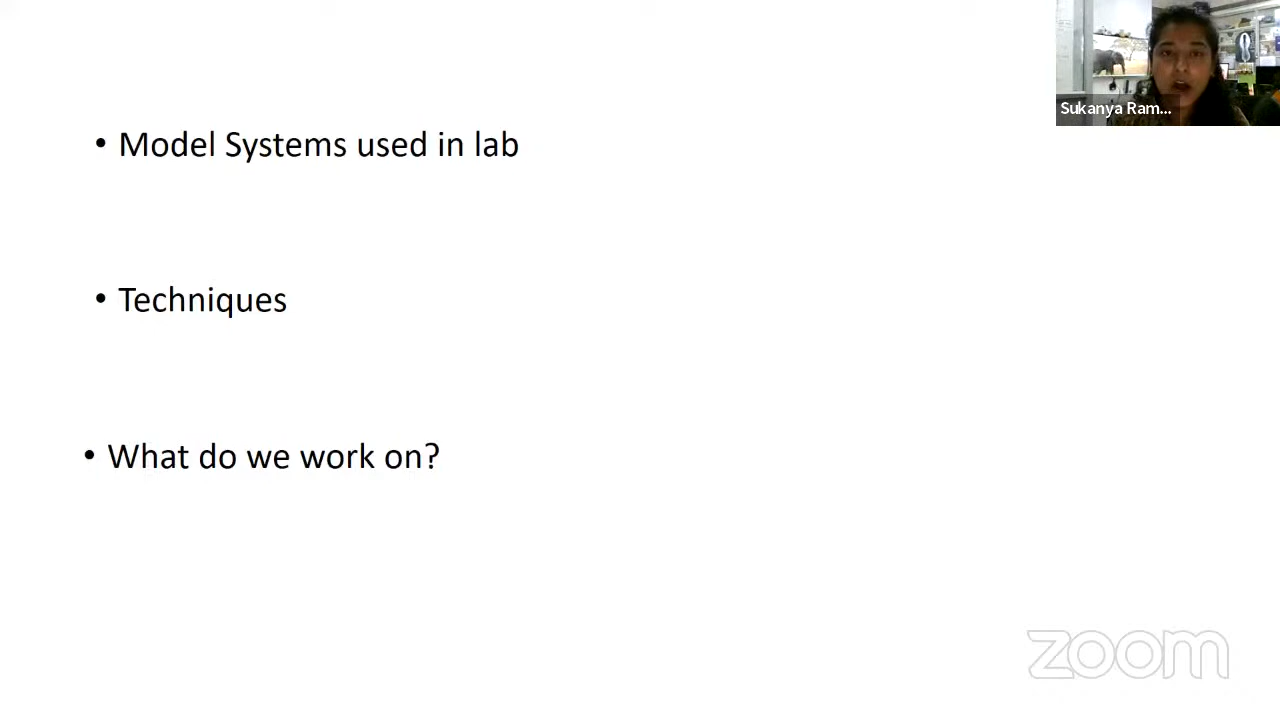 • Model Systems used in lab
Sukanya Ram...
• Techniques
• What do we work on?
zoom